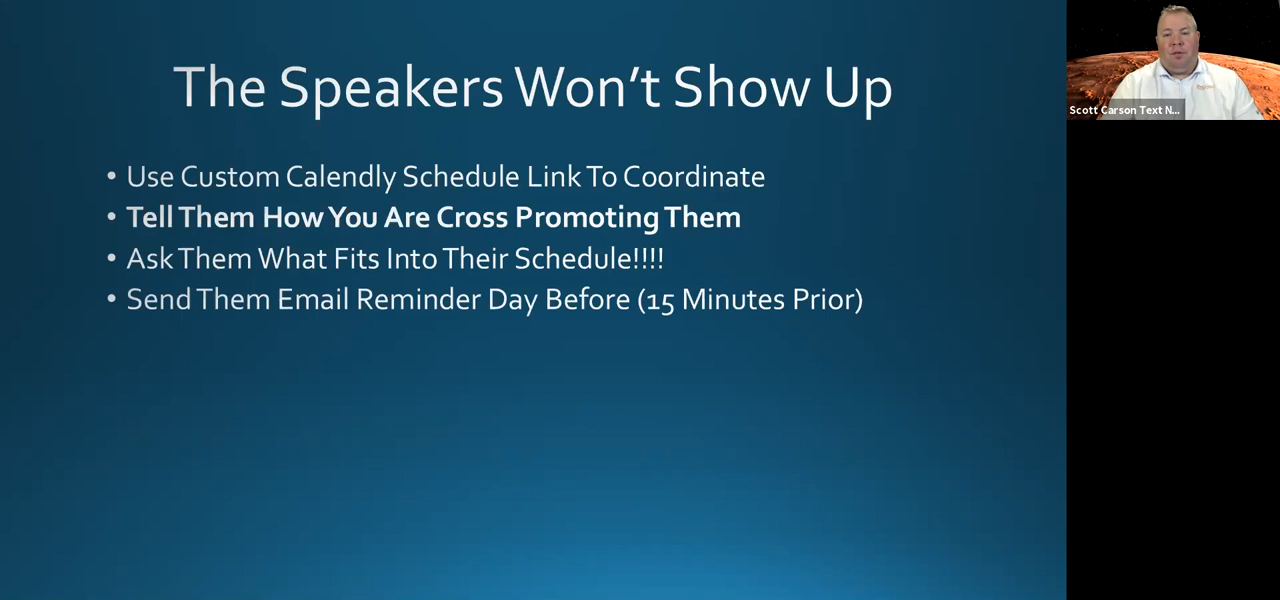 The Speakers Won't Show Up
• Use Custom Calendly Schedule Link To Coordinate
• Tell Them How You Are Cross Promoting Them
• Ask Them What Fits Into Their Schedule!!!!
• Send Them Email Reminder Day Before (15 Minutes Prior)
Scott Carson Text N...